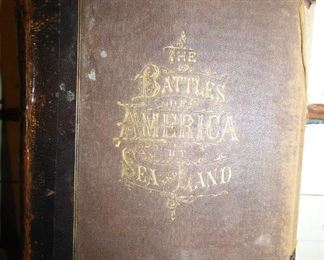 THE
BATTLES
OF
AMERICA
BY
SEA AND LAND